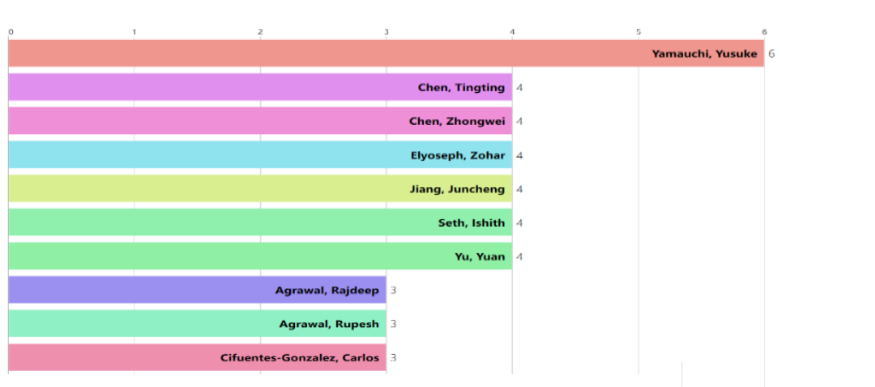 0 1 2 3 4 5 6
Yamauchi, Yusuke 6
Chen, Tingting 4
Chen, Zhongwei 4
Elyoseph, Zohar 4
Jiang, Juncheng 4
Seth, Ishith 4
Yu, Yuan 4
Agrawal, Rajdeep 3
Agrawal, Rupesh 3
Cifuentes-Gonzalez, Carlos 3